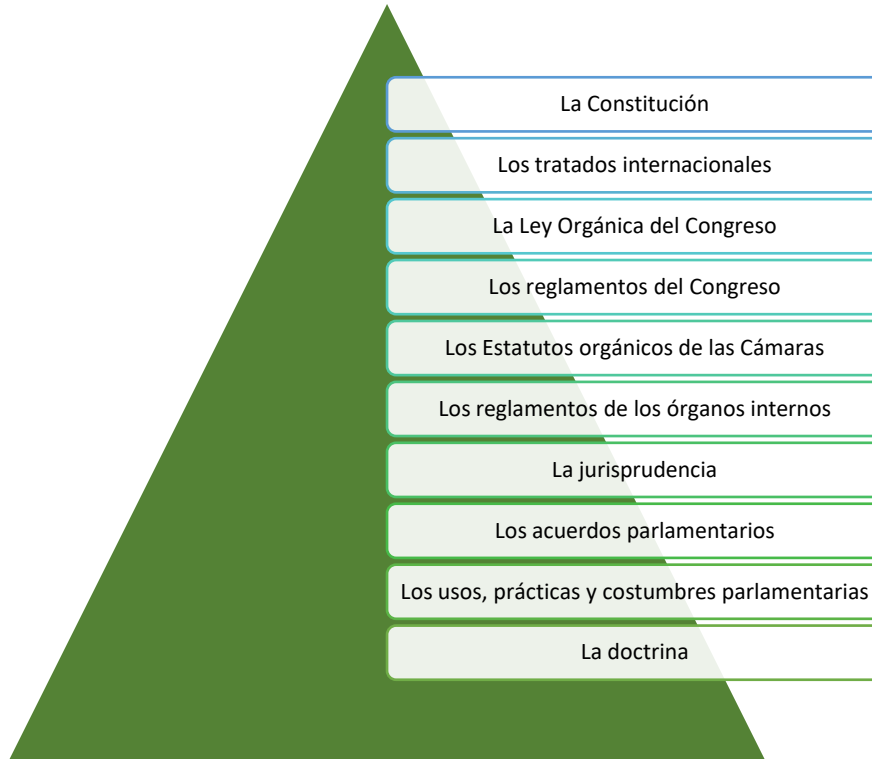 La Constitución
Los tratados internacionales
La Ley Orgánica del Congreso
Los reglamentos del Congreso
Los Estatutos orgánicos de las Cámaras
Los reglamentos de los órganos internos
La jurisprudencia
Los acuerdos parlamentarios
Los usos, prácticas y costumbres parlamentarias
La doctrina